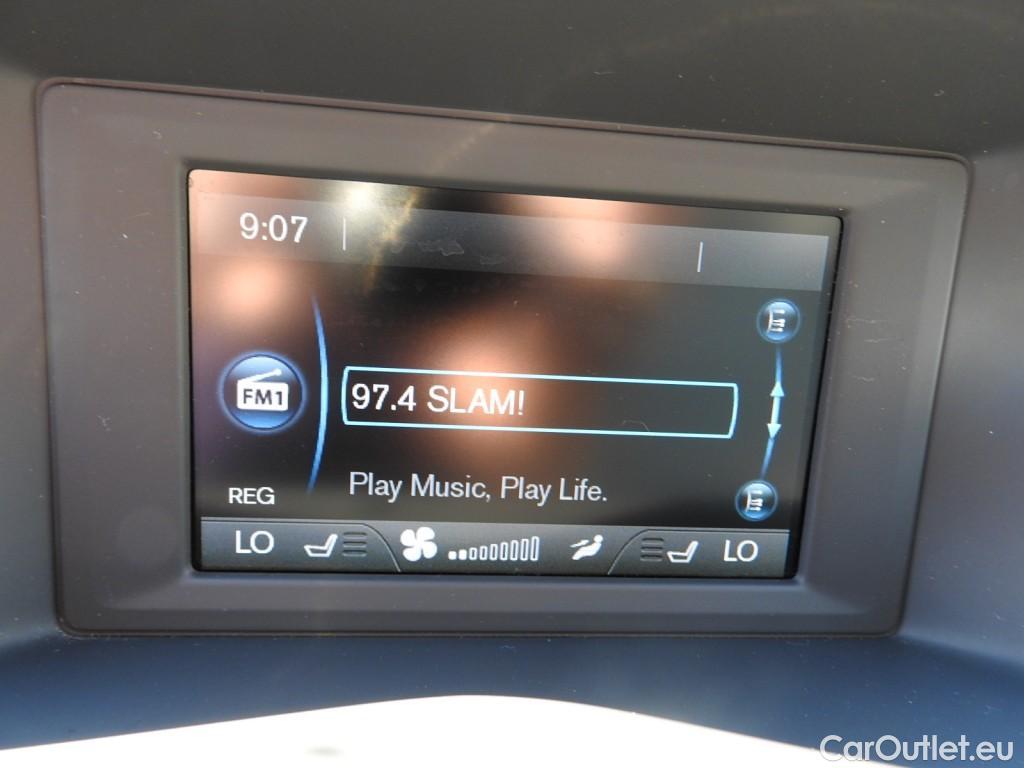 9:07
FM1
97.4 SLAM!
Play Music, Play Life.
REG
LO LO
CarOutlet.eu